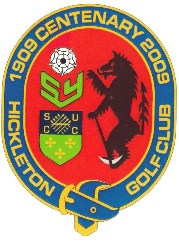 1909 CENTENARY 2009
SY
S U
C C
HICKLETON GOLF CLUB